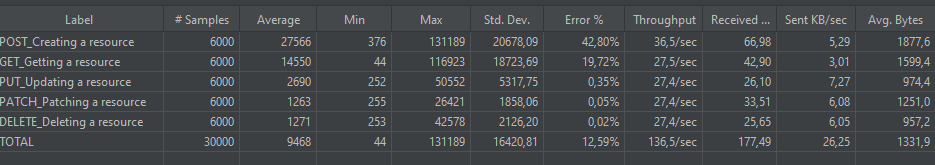 Label # Samples Average Min Max Std. Dev. Error % Throughput Received ... Sent KB/sec Avg. Bytes
POST_Creating a resource 6000 27566 376 131189 20678,09 42,80% 36,5/sec 66,98 5,29 1877,6
GET_Getting a resource 6000 14550 44 116923 18723,69 19,72% 27,5/sec 42,90 3,01 1599,4
PUT_Updating a resource 6000 2690 252 50552 5317,75 0,35% 27,4/sec 26,10 7,27 974,4
PATCH_Patching a resource 6000 1263 255 26421 1858,06 0,05% 27,4/sec 33,51 6,08 1251,0
DELETE_Deleting a resource 6000 1271 253 42578 2126,20 0,02% 27,4/sec 25,65 6,05 957,2
TOTAL 30000 9468 44 131189 16420,81 12,59% 136,5/sec 177,49 26,25 1331,9